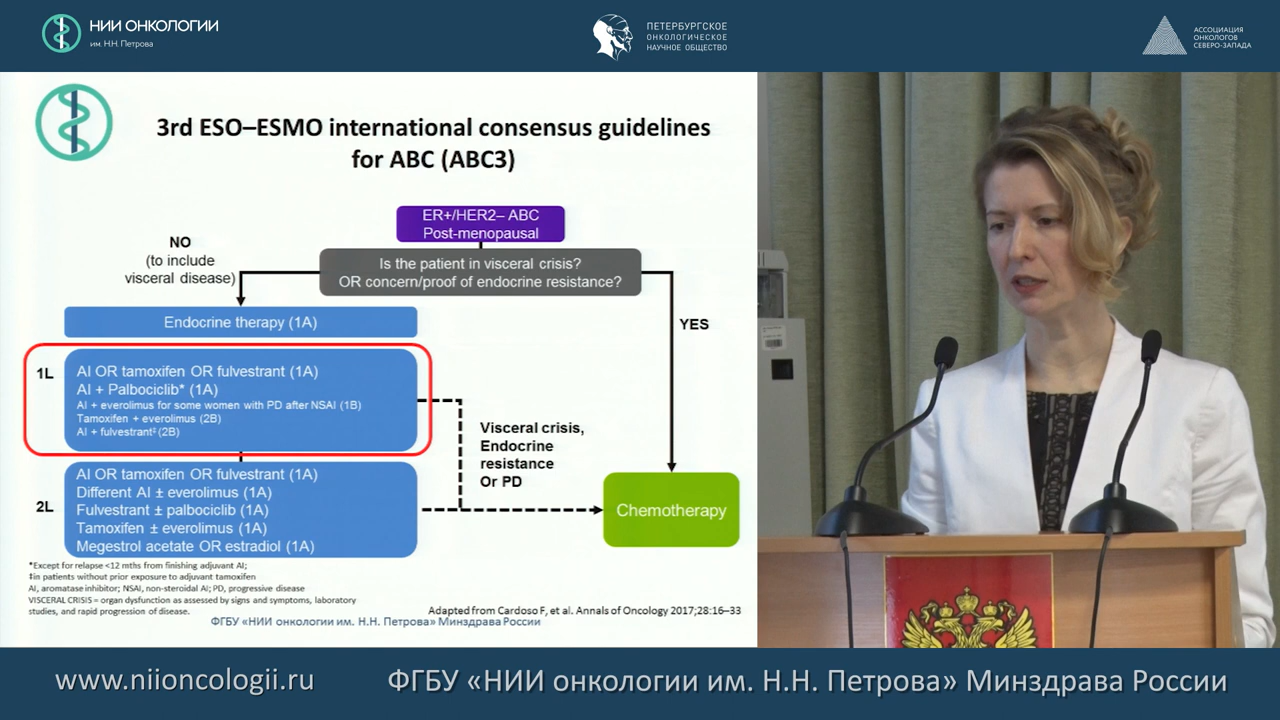 НИИ ОНКОЛОГИИ
им. Н.Н. Петрова
ПЕТЕРБУРГСКОЕ
ОНКОЛОГИЧЕСКОЕ
НАУЧНОЕ ОБЩЕСТВО
АССОЦИАЦИЯ
ОНКОЛОГОВ
СЕВЕРО-ЗАПАДА
3rd ESO–ESMO international consensus guidelines
for ABC (ABC3)
ER+/HER2– ABC
Post-menopausal
NO
(to include
visceral disease)
Is the patient in visceral crisis?
OR concern/proof of endocrine resistance?
YES
Endocrine therapy (1A)
1L
AI OR tamoxifen OR fulvestrant (1A)
AI + Palbociclib* (1A)
AI + everolimus for some women with PD after NSAI (1B)
Tamoxifen + everolimus (2B)
AI + fulvestrant‡ (2B)
Visceral crisis,
Endocrine
resistance
Or PD
2L
AI OR tamoxifen OR fulvestrant (1A)
Different AI ± everolimus (1A)
Fulvestrant ± palbociclib (1A)
Tamoxifen ± everolimus (1A)
Megestrol acetate OR estradiol (1A)
Chemotherapy
*Except for relapse <12 mths from finishing adjuvant AI;
‡in patients without prior exposure to adjuvant tamoxifen
AI, aromatase inhibitor; NSAI, non-steroidal AI; PD, progressive disease
VISCERAL CRISIS = organ dysfunction as assessed by signs and symptoms, laboratory
studies, and rapid progression of disease.
Adapted from Cardoso F, et al. Annals of Oncology 2017;28:16–33
ФГБУ «НИИ онкологии им. Н.Н. Петрова» Минздрава России
www.niioncologii.ru
ФГБУ «НИИ онкологии им. Н.Н. Петрова» Минздрава России